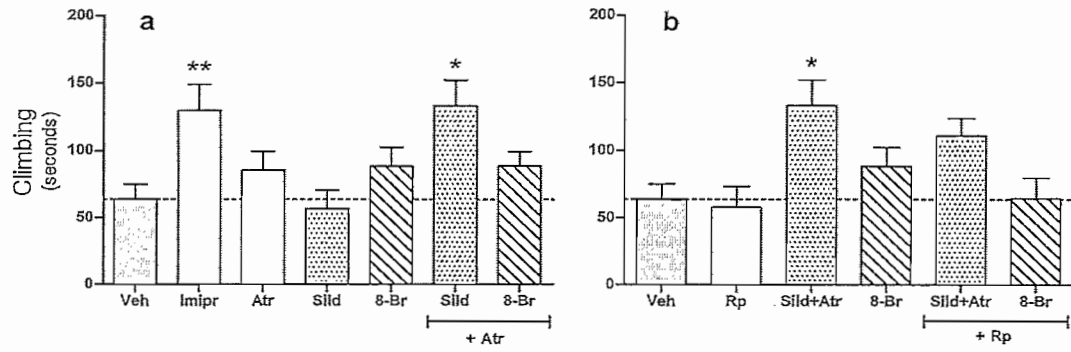 a
b
200
150
100
50
0
Climbing
(seconds)
**
*
Veh Imipr Atr Sild 8-Br Sild 8-Br
+ Atr
200
150
100
50
0
*
Veh Rp Sild+Atr 8-Br Sild+Atr 8-Br
+ Rp